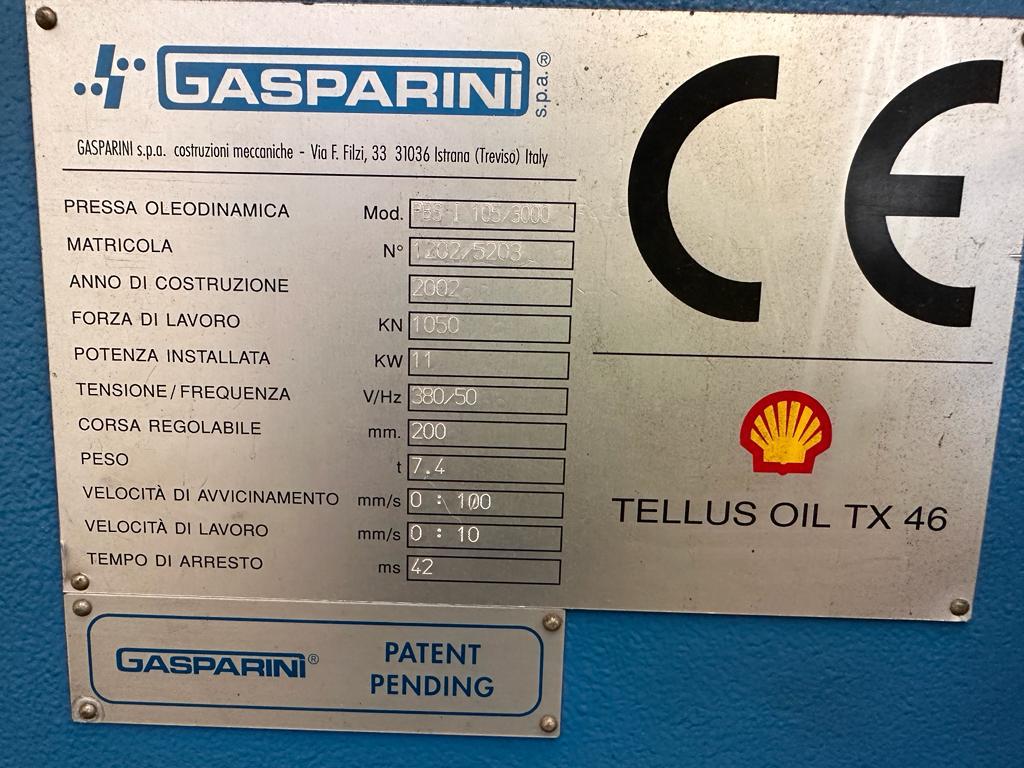 GASPARINI s.p.a.®
GASPARINI s.p.a. costruzioni meccaniche - Via F. Filzi, 33 31036 Istrana (Treviso) Italy
PRESSA OLEODINAMICA Mod. PBS-I 105/3000
MATRICOLA N° 1202/5203
ANNO DI COSTRUZIONE 2002
FORZA DI LAVORO KN 1050
POTENZA INSTALLATA KW 11
TENSIONE/FREQUENZA V/Hz 380/50
CORSA REGOLABILE mm. 200
PESO t 7.4
VELOCITÀ DI AVVICINAMENTO mm/s 0 : 100
VELOCITÀ DI LAVORO mm/s 0 : 10
TEMPO DI ARRESTO ms 42
CE
TELLUS OIL TX 46
GASPARINI®
PATENT
PENDING